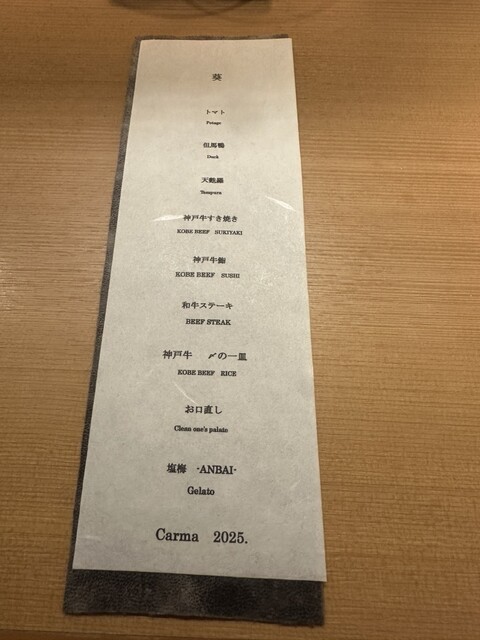 葵
トマト
Potage
但馬鴨
Duck
天麩羅
Tempura
神戸牛すき焼き
KOBE BEEF SUKIYAKI
神戸牛鮨
KOBE BEEF SUSHI
和牛ステーキ
BEEF STEAK
神戸牛 〆の一皿
KOBE BEEF RICE
お口直し
Clean one's palate
塩梅 -ANBAI-
Gelato
Carma 2025.